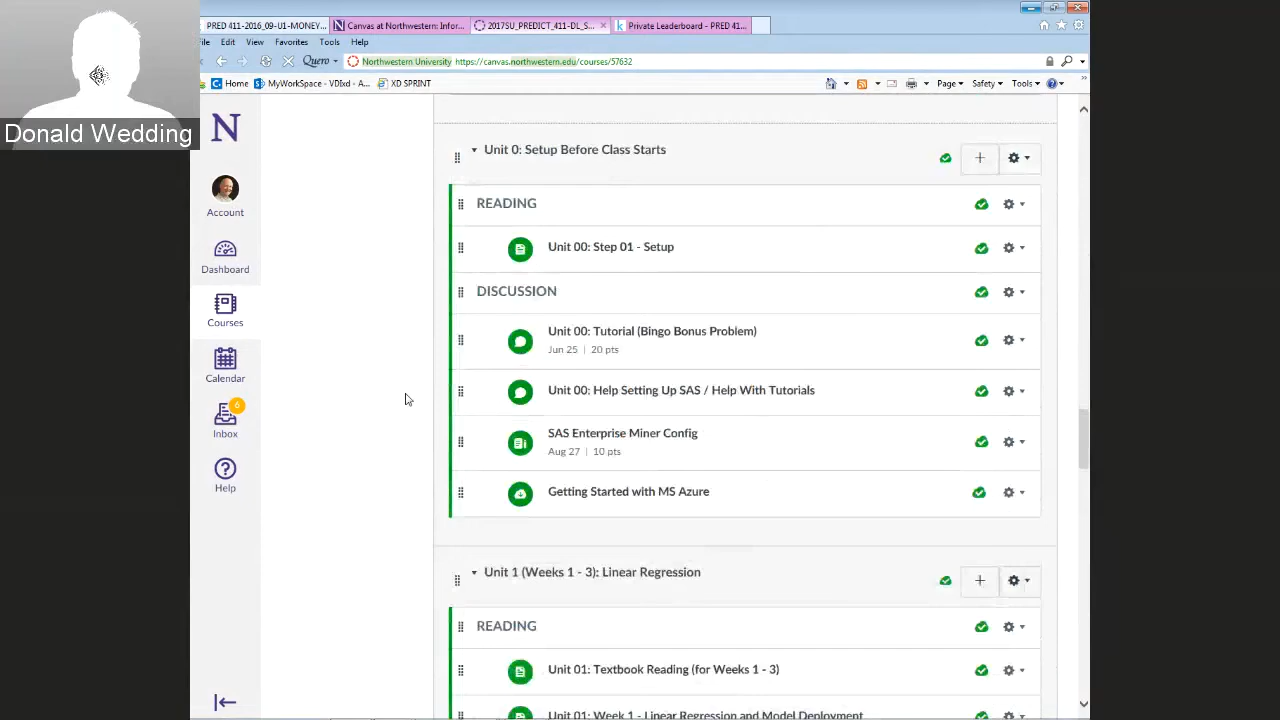 PRED 411-2016_09-U1-MONEY...
Canvas at Northwestern: Infor...
2017SU_PREDICT_411-DL_S...
Private Leaderboard - PRED 41...
File Edit View Favorites Tools Help
Quero
Northwestern University https://canvas.northwestern.edu/courses/57632
Home MyWorkSpace - VDIxd - A... XD SPRINT
Page Safety Tools
Donald Wedding
N
Account
Dashboard
Courses
Calendar
6
Inbox
Help
Unit 0: Setup Before Class Starts
READING
Unit 00: Step 01 - Setup
DISCUSSION
Unit 00: Tutorial (Bingo Bonus Problem)
Jun 25 | 20 pts
Unit 00: Help Setting Up SAS / Help With Tutorials
SAS Enterprise Miner Config
Aug 27 | 10 pts
Getting Started with MS Azure
Unit 1 (Weeks 1 - 3): Linear Regression
READING
Unit 01: Textbook Reading (for Weeks 1 - 3)
Unit 01: Week 1 - Linear Regression and Model Deployment